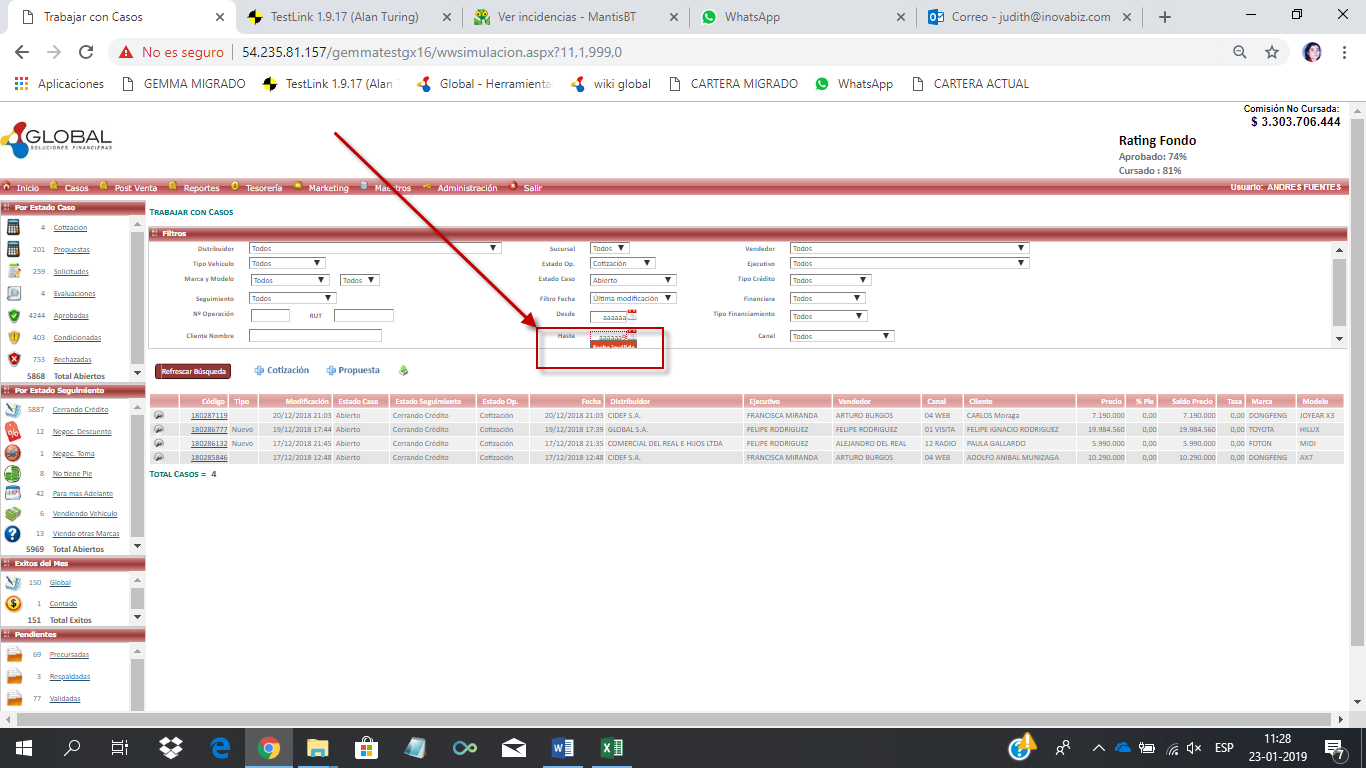 Trabajar con Casos
TestLink 1.9.17 (Alan Turing)
Ver incidencias - MantisBT
WhatsApp
Correo - judith@inovabiz.com
No es seguro
54.235.81.157/gemmatestgx16/wwsimulacion.aspx?11,1,999,0
Aplicaciones
GEMMA MIGRADO
TestLink 1.9.17 (Alan
Global - Herramienta
wiki global
CARTERA MIGRADO
WhatsApp
CARTERA ACTUAL
GLOBAL
SOLUCIONES FINANCIERAS
Comisión No Cursada:
$ 3.303.706.444
Rating Fondo
Aprobado: 74%
Cursado : 81%
Inicio Casos Post Venta Reportes Tesorería Marketing Maestros Administración Salir
Usuario: ANDRES FUENTES
Por Estado Caso
4 Cotizacion
201 Propuestas
259 Solicitudes
4 Evaluaciones
4244 Aprobadas
403 Condicionadas
753 Rechazadas
5868 Total Abiertos
Por Estado Seguimiento
5887 Cerrando Crédito
12 Negoc. Descuento
1 Negoc. Toma
8 No tiene Pie
42 Para mas Adelante
6 Vendiendo Vehiculo
13 Viendo otras Marcas
5969 Total Abiertos
Exitos del Mes
150 Global
1 Contado
151 Total Exitos
Pendientes
69 Precursadas
3 Respaldadas
77 Validadas
TRABAJAR CON CASOS
Filtros
Distribuidor Todos Sucursal Todos Vendedor Todos
Tipo Vehículo Todos Estado Op. Cotización Ejecutivo Todos
Marca y Modelo Todos Todos Estado Caso Abierto Tipo Crédito Todos
Seguimiento Todos Filtro Fecha Última modificación Financiera Todos
Nº Operación RUT Desde aaaaaa Tipo Financiamiento Todos
Cliente Nombre Hasta Canal Todos
Refrescar Búsqueda Cotización Propuesta
Código Tipo Modificación Estado Caso Estado Seguimiento Estado Op. Fecha Distribuidor Ejecutivo Vendedor Canal Cliente Precio % Pie Saldo Precio Tasa Marca Modelo
180287119 20/12/2018 21:03 Abierto Cerrando Crédito Cotización 20/12/2018 21:03 CIDEF S.A. FRANCISCA MIRANDA ARTURO BURGOS 04 WEB CARLOS Moraga 7.190.000 0,00 7.190.000 0,00 DONGFENG JOYEAR X3
180286777 Nuevo 19/12/2018 17:44 Abierto Cerrando Crédito Cotización 19/12/2018 17:39 GLOBAL S.A. FELIPE RODRIGUEZ FELIPE RODRIGUEZ 01 VISITA FELIPE IGNACIO RODRIGUEZ 19.984.560 0,00 19.984.560 0,00 TOYOTA HILUX
180286132 Nuevo 17/12/2018 21:45 Abierto Cerrando Crédito Cotización 17/12/2018 21:35 COMERCIAL DEL REAL E HIJOS LTDA FELIPE RODRIGUEZ ALEJANDRO DEL REAL 12 RADIO PAULA GALLARDO 5.990.000 0,00 5.990.000 0,00 FOTON MIDI
180285846 17/12/2018 12:48 Abierto Cerrando Crédito Cotización 17/12/2018 12:48 CIDEF S.A. FRANCISCA MIRANDA ARTURO BURGOS 04 WEB ADOLFO ANIBAL MUNIZAGA 10.290.000 0,00 10.290.000 0,00 DONGFENG AX7
TOTAL CASOS = 4
ESP
11:28
23-01-2019
7